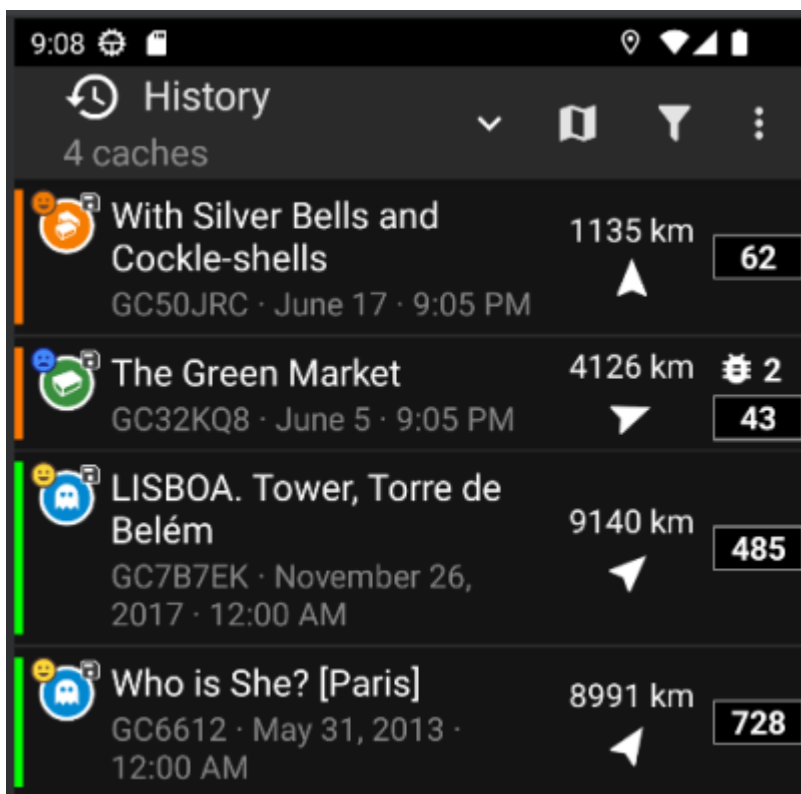 9:08
History
4 caches
With Silver Bells and
Cockle-shells
GC50JRC · June 17 · 9:05 PM
1135 km
62
The Green Market
GC32KQ8 · June 5 · 9:05 PM
4126 km
2
43
LISBOA. Tower, Torre de
Belém
GC7B7EK · November 26,
2017 · 12:00 AM
9140 km
485
Who is She? [Paris]
GC6612 · May 31, 2013 ·
12:00 AM
8991 km
728